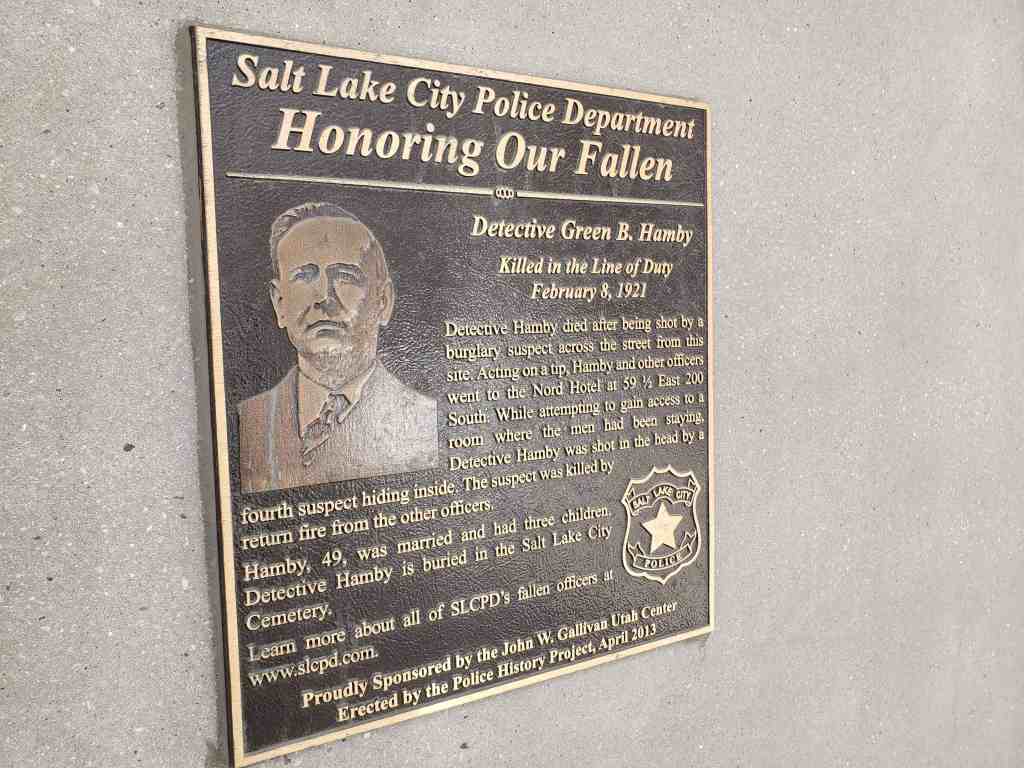 Salt Lake City Police Department
Honoring Our Fallen
Detective Green B. Hamby
Killed in the Line of Duty
February 8, 1921
Detective Hamby died after being shot by a
burglary suspect across the street from this
site. Acting on a tip, Hamby and other officers
went to the Nord Hotel at 59 ½ East 200
South. While attempting to gain access to a
room where the men had been staying,
Detective Hamby was shot in the head by a
fourth suspect hiding inside. The suspect was killed by
return fire from the other officers.
Hamby, 49, was married and had three children.
Detective Hamby is buried in the Salt Lake City
Cemetery.
Learn more about all of SLCPD's fallen officers at
www.slcpd.com.
SALT LAKE CITY
POLICE
Proudly Sponsored by the John W. Gallivan Utah Center
Erected by the Police History Project, April 2013